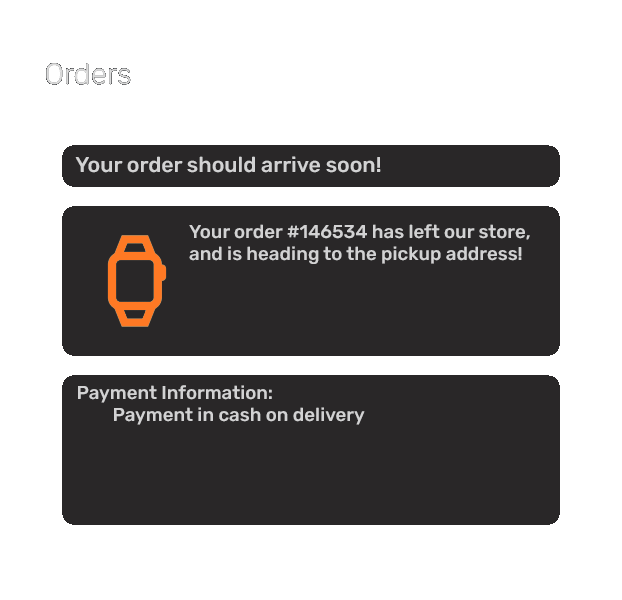 Orders
Your order should arrive soon!
Your order #146534 has left our store,
and is heading to the pickup address!
Payment Information:
Payment in cash on delivery